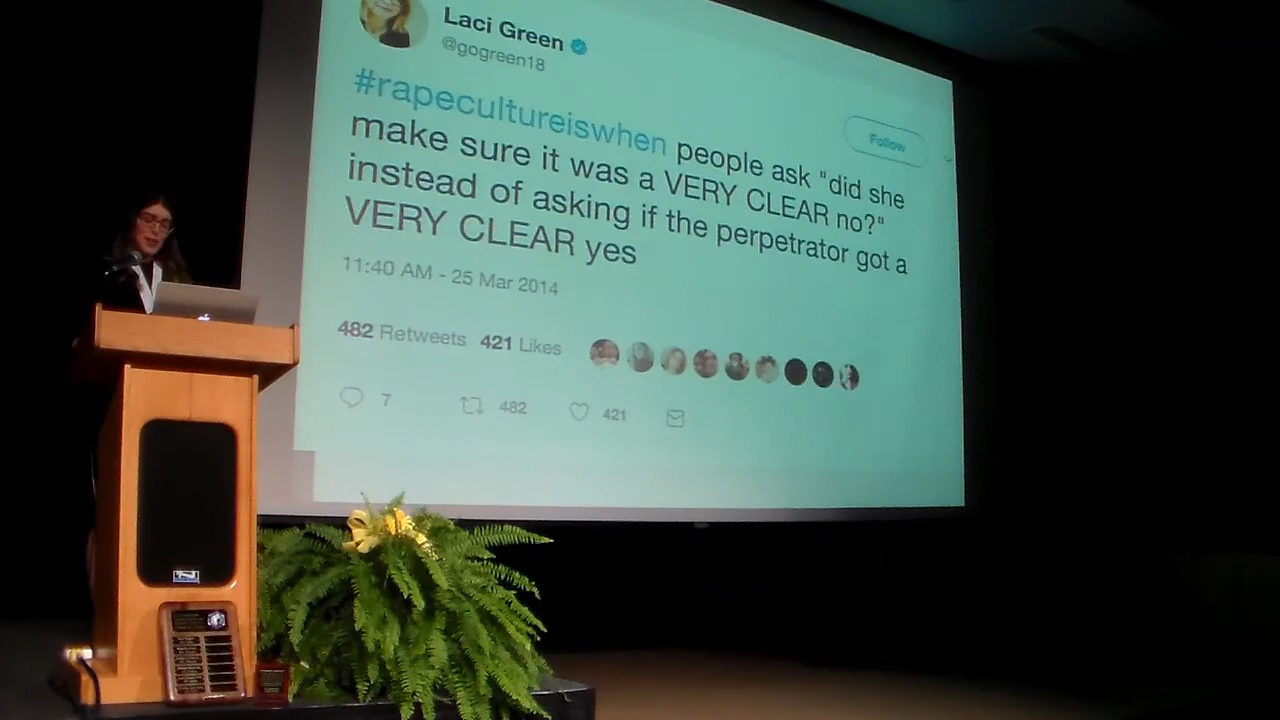 Laci Green
@gogreen18
Follow
#rapecultureiswhen people ask "did she
make sure it was a VERY CLEAR no?"
instead of asking if the perpetrator got a
VERY CLEAR yes
11:40 AM - 25 Mar 2014
482 Retweets 421 Likes
7 482 421